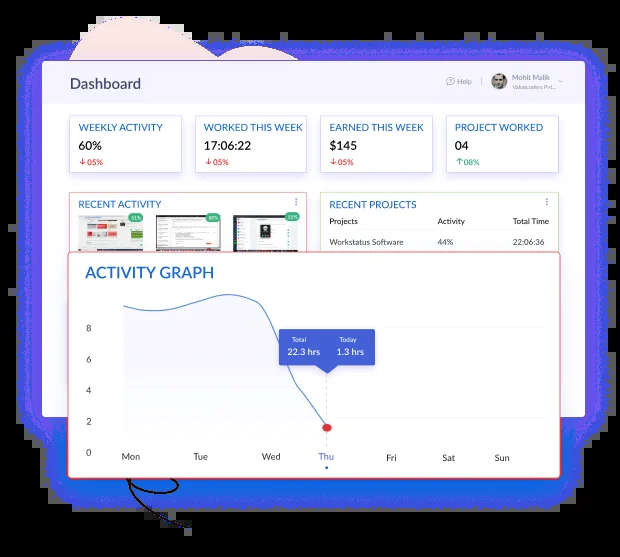 Dashboard
Help
Mohit Malik
Valuecoders Pvt...
WEEKLY ACTIVITY
60%
↓05%
WORKED THIS WEEK
17:06:22
↓05%
EARNED THIS WEEK
$145
↓05%
PROJECT WORKED
04
↑08%
RECENT ACTIVITY
61%
80%
RECENT PROJECTS
Projects Activity Total Time
Workstatus Software 44% 22:06:36
ACTIVITY GRAPH
Total Today
22.3 hrs 1.3 hrs
8
6
4
2
0
Mon Tue Wed Thu Fri Sat Sun